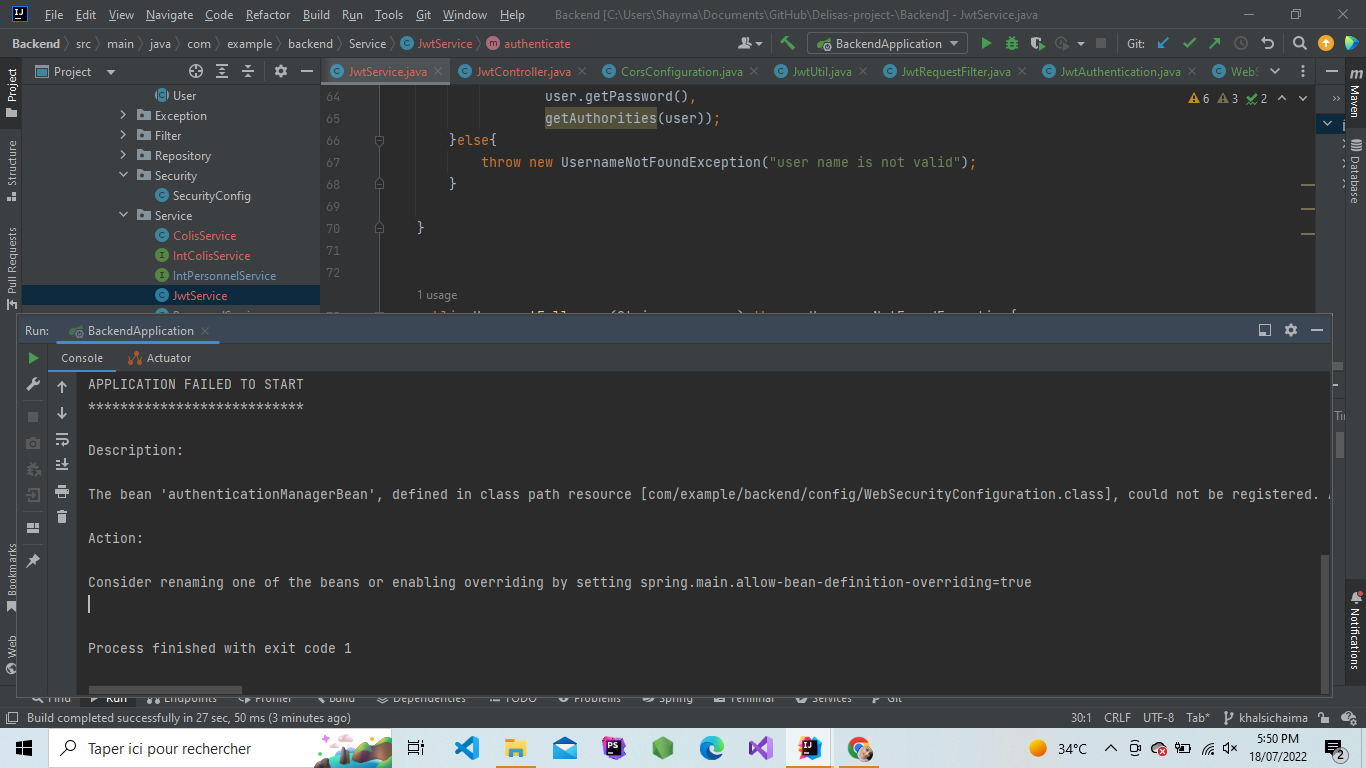 File Edit View Navigate Code Refactor Build Run Tools Git Window Help Backend [C:\Users\Shayma\Documents\GitHub\Delisas-project-\Backend] - JwtService.java
Backend src main java com example backend Service JwtService authenticate BackendApplication Git:
Project JwtService.java JwtController.java CorsConfiguration.java JwtUtil.java JwtRequestFilter.java JwtAuthentication.java WebS
Project
Structure
Pull Requests
Bookmarks
Web
Maven
Database
Notifications
User
Exception
Filter
Repository
Security
SecurityConfig
Service
ColisService
IntColisService
IntPersonnelService
JwtService
6 3 2
64 user.getPassword(),
65 getAuthorities(user));
66 }else{
67 throw new UsernameNotFoundException("user name is not valid");
68 }
69
70 }
71
72
1 usage
Run: BackendApplication
Console Actuator
APPLICATION FAILED TO START
***************************
Description:
The bean 'authenticationManagerBean', defined in class path resource [com/example/backend/config/WebSecurityConfiguration.class], could not be registered.
Action:
Consider renaming one of the beans or enabling overriding by setting spring.main.allow-bean-definition-overriding=true
Process finished with exit code 1
Find Run Endpoints Profiler Build Dependencies TODO Problems Spring Terminal Services Git
Build completed successfully in 27 sec, 50 ms (3 minutes ago) 30:1 CRLF UTF-8 Tab* khalsichaima
Taper ici pour rechercher 34°C 5:50 PM
18/07/2022 2